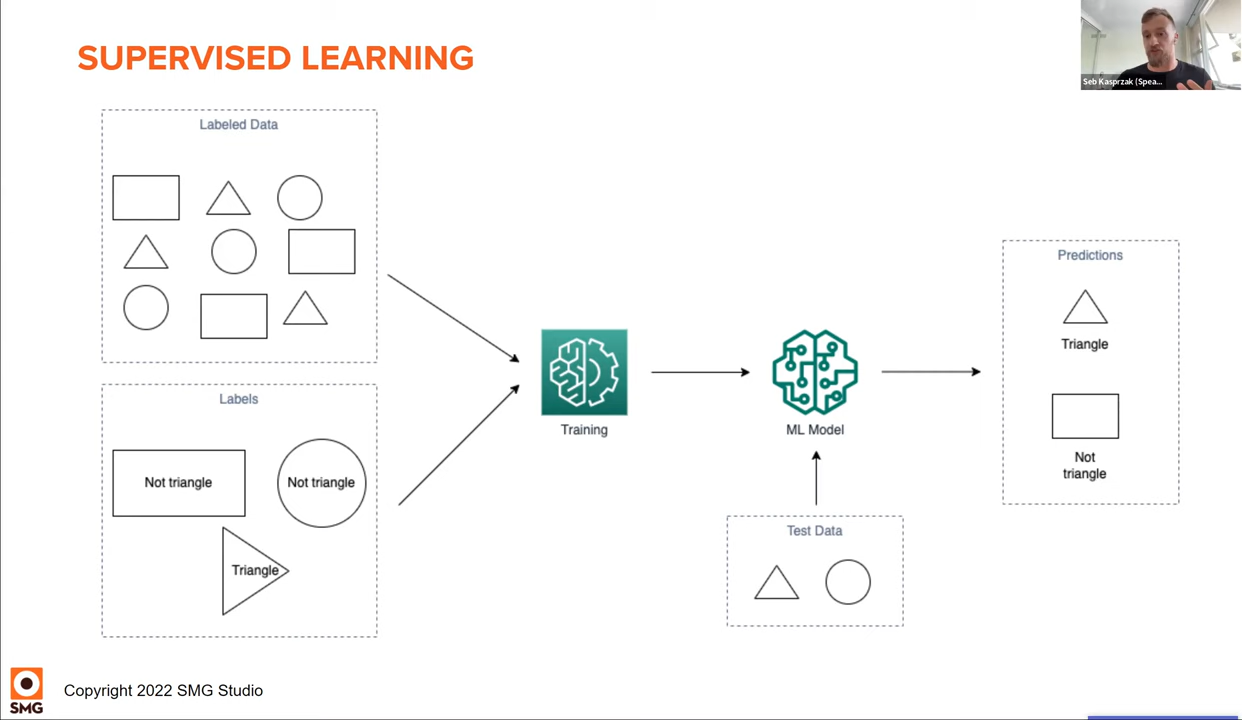 SUPERVISED LEARNING
Seb Kasprzak (Spea...
Labeled Data
Labels
Not triangle
Not triangle
Triangle
Training
ML Model
Test Data
Predictions
Triangle
Not
triangle
SMG
Copyright 2022 SMG Studio